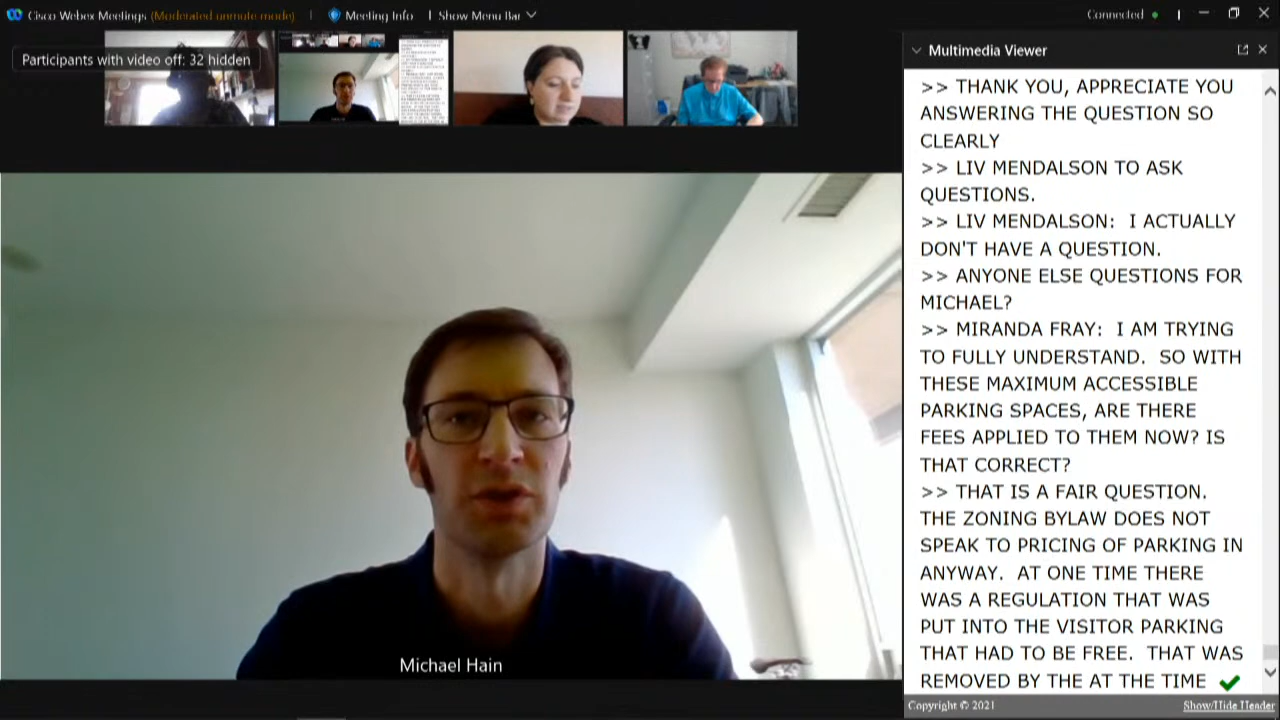 Cisco Webex Meetings (Moderated unmute mode) | Meeting Info | Show Menu Bar
Connected
Participants with video off: 32 hidden
Multimedia Viewer
>> THANK YOU, APPRECIATE YOU
ANSWERING THE QUESTION SO
CLEARLY
>> LIV MENDALSON TO ASK
QUESTIONS.
>> LIV MENDALSON: I ACTUALLY
DON'T HAVE A QUESTION.
>> ANYONE ELSE QUESTIONS FOR
MICHAEL?
>> MIRANDA FRAY: I AM TRYING
TO FULLY UNDERSTAND. SO WITH
THESE MAXIMUM ACCESSIBLE
PARKING SPACES, ARE THERE
FEES APPLIED TO THEM NOW? IS
THAT CORRECT?
>> THAT IS A FAIR QUESTION.
THE ZONING BYLAW DOES NOT
SPEAK TO PRICING OF PARKING IN
ANYWAY. AT ONE TIME THERE
WAS A REGULATION THAT WAS
PUT INTO THE VISITOR PARKING
THAT HAD TO BE FREE. THAT WAS
REMOVED BY THE AT THE TIME
Michael Hain
Copyright © 2021
Show/Hide Header